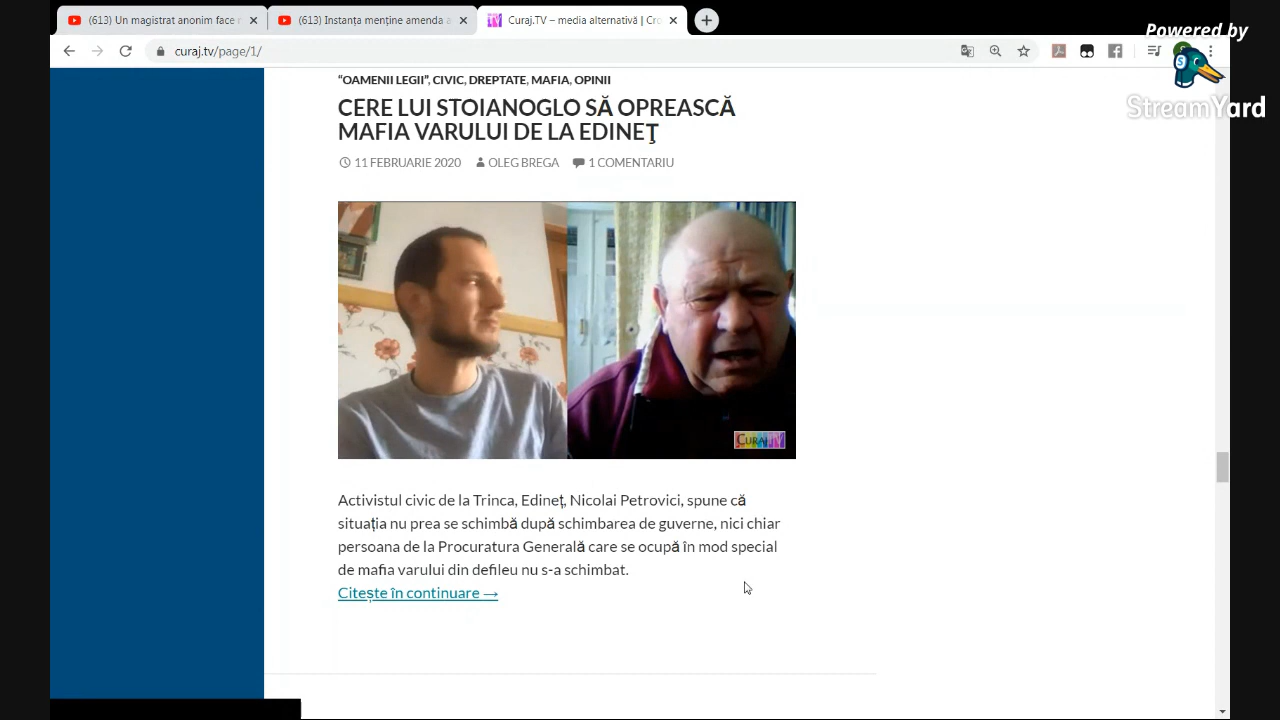 (613) Un magistrat anonim face
(613) Instanța menține amenda
Curaj.TV – media alternativă | Cro
Powered by
curaj.tv/page/1/
StreamYard
"OAMENII LEGII", CIVIC, DREPTATE, MAFIA, OPINII
CERE LUI STOIANOGLO SĂ OPREASCĂ
MAFIA VARULUI DE LA EDINEŢ
11 FEBRUARIE 2020 OLEG BREGA 1 COMENTARIU
CURAJ.TV
Activistul civic de la Trinca, Edineț, Nicolai Petrovici, spune că
situația nu prea se schimbă după schimbarea de guverne, nici chiar
persoana de la Procuratura Generală care se ocupă în mod special
de mafia varului din defileu nu s-a schimbat.
Citește în continuare →